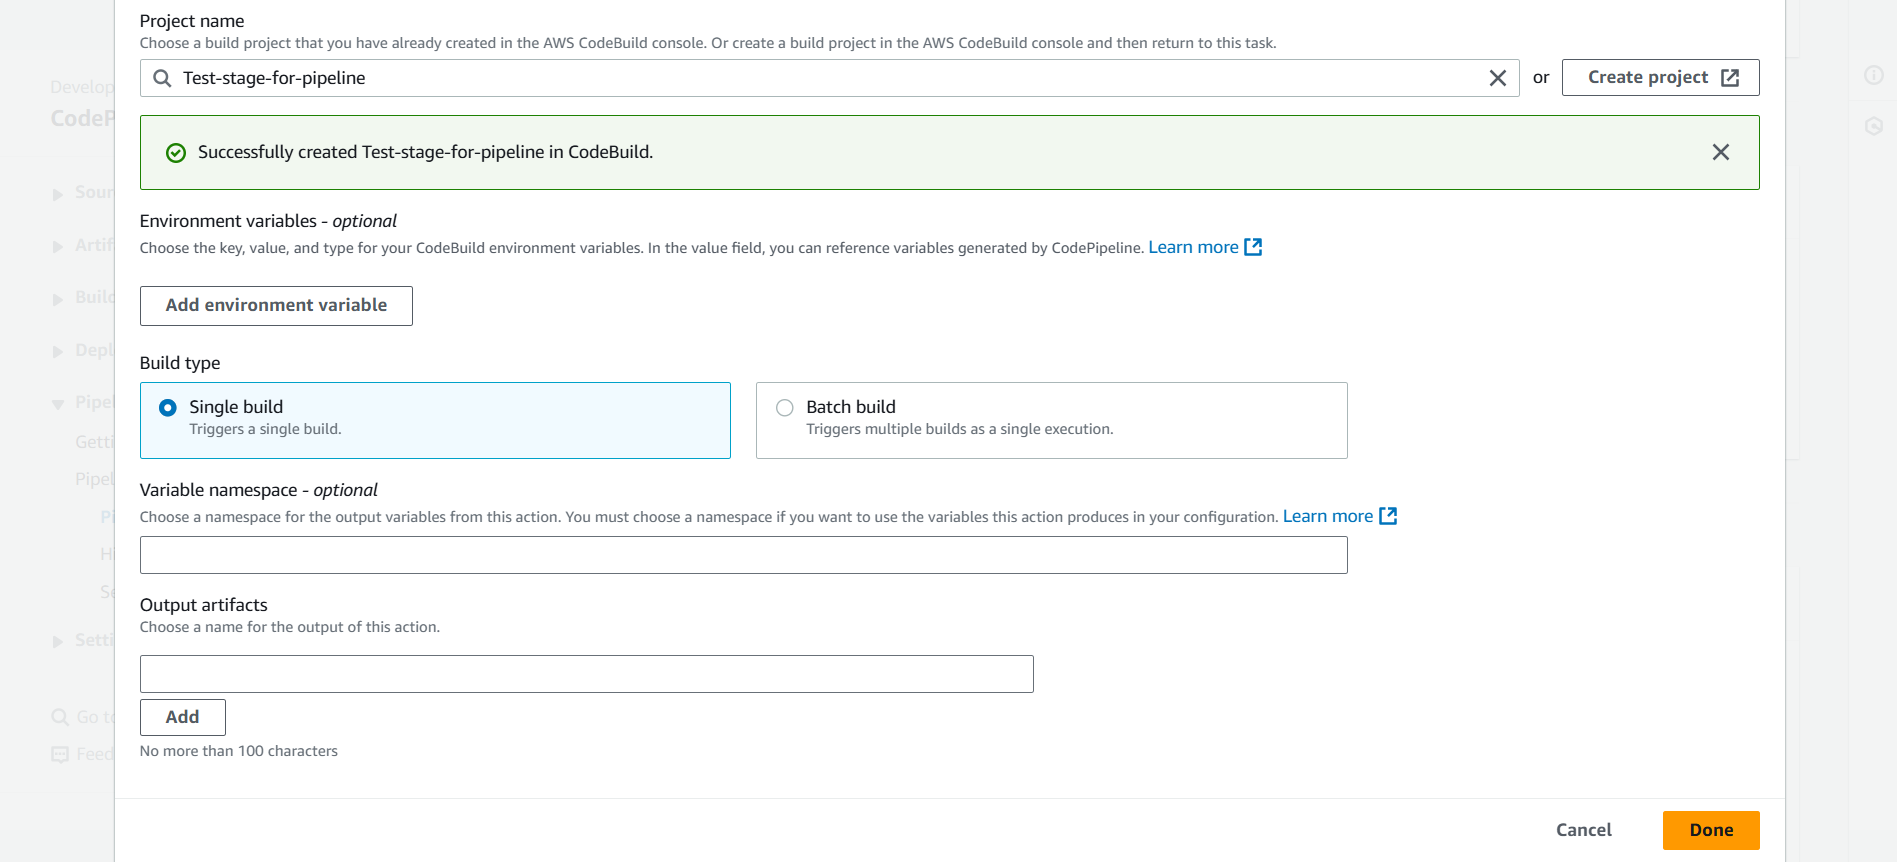 Project name
Choose a build project that you have already created in the AWS CodeBuild console. Or create a build project in the AWS CodeBuild console and then return to this task.
Test-stage-for-pipeline
or
Create project
Successfully created Test-stage-for-pipeline in CodeBuild.
Environment variables - optional
Choose the key, value, and type for your CodeBuild environment variables. In the value field, you can reference variables generated by CodePipeline. Learn more
Add environment variable
Build type
Single build
Triggers a single build.
Batch build
Triggers multiple builds as a single execution.
Variable namespace - optional
Choose a namespace for the output variables from this action. You must choose a namespace if you want to use the variables this action produces in your configuration. Learn more
Output artifacts
Choose a name for the output of this action.
Add
No more than 100 characters
Cancel
Done
Develop
CodeP
Sour
Artif
Build
Depl
Pipel
Getti
Pipel
Pi
Hi
Se
Setti
Go to
Feed